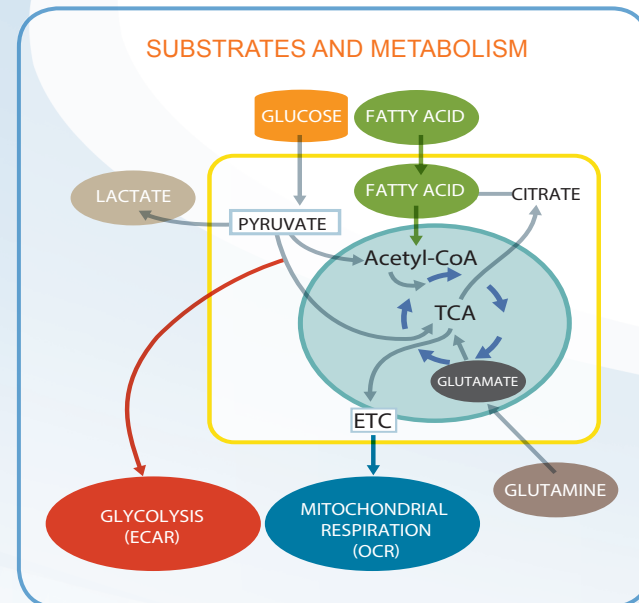 SUBSTRATES AND METABOLISM
GLUCOSE
FATTY ACID
LACTATE
FATTY ACID
CITRATE
PYRUVATE
Acetyl-CoA
TCA
GLUTAMATE
ETC
GLUTAMINE
GLYCOLYSIS
(ECAR)
MITOCHONDRIAL
RESPIRATION
(OCR)